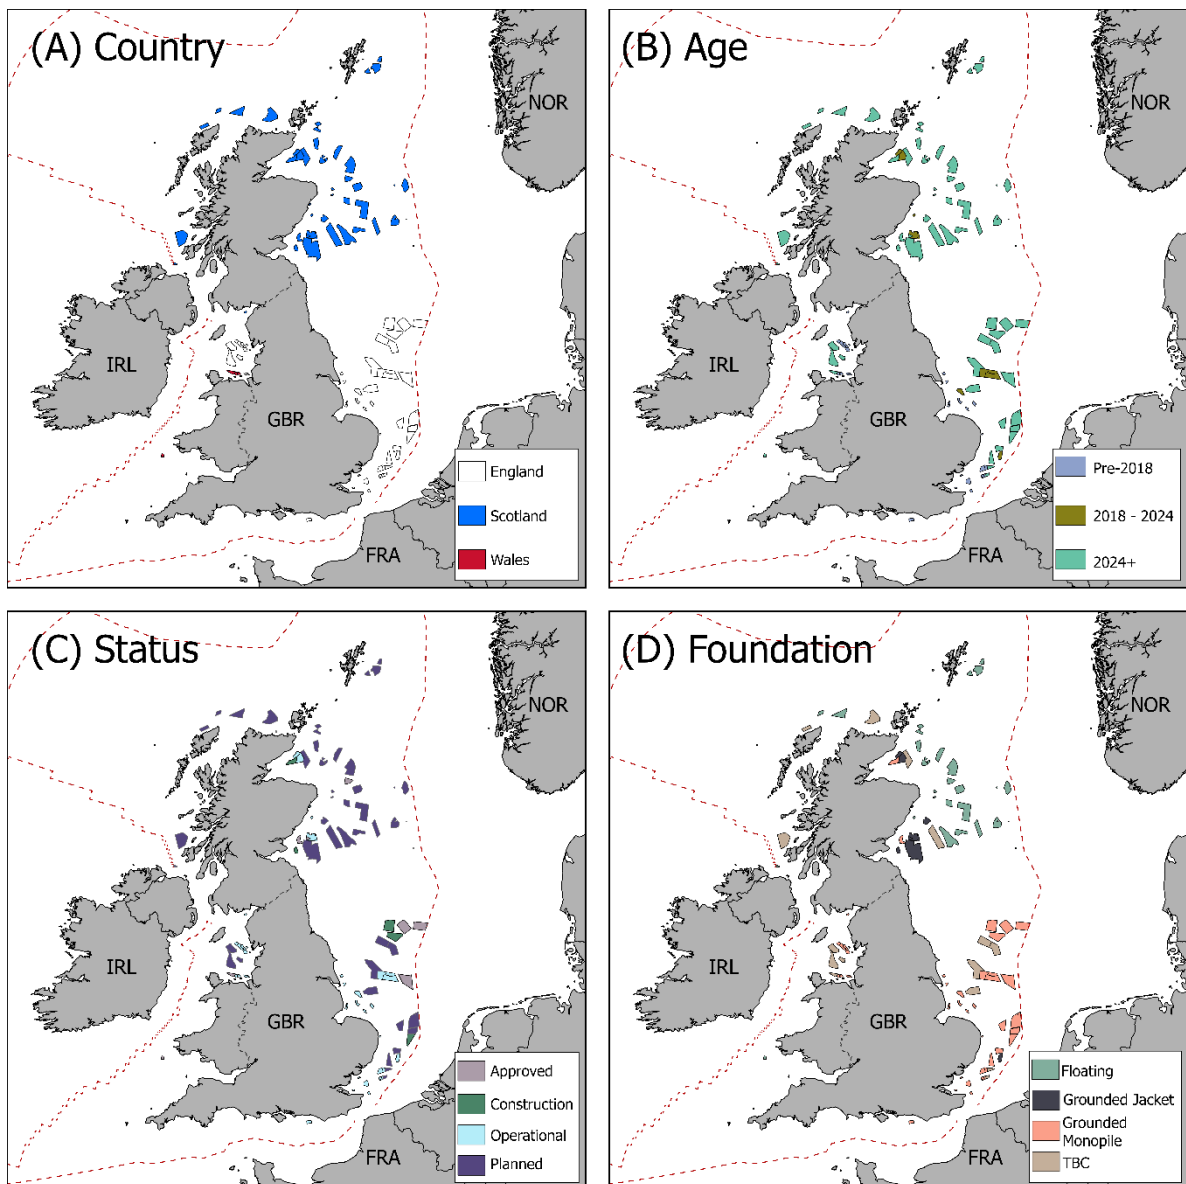 (A) Country
NOR
IRL
GBR
FRA
England
Scotland
Wales
(B) Age
NOR
IRL
GBR
FRA
Pre-2018
2018 - 2024
2024+
(C) Status
NOR
IRL
GBR
FRA
Approved
Construction
Operational
Planned
(D) Foundation
NOR
IRL
GBR
FRA
Floating
Grounded Jacket
Grounded
Monopile
TBC